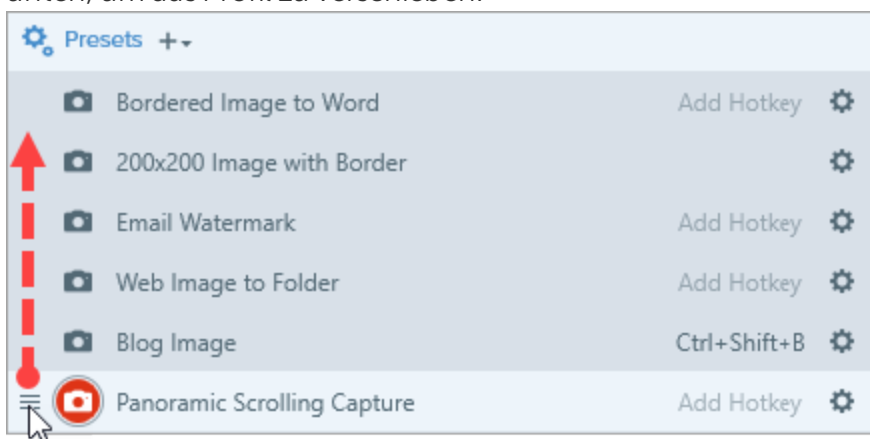 Presets
Bordered Image to Word Add Hotkey
200x200 Image with Border
Email Watermark Add Hotkey
Web Image to Folder Add Hotkey
Blog Image Ctrl+Shift+B
Panoramic Scrolling Capture Add Hotkey